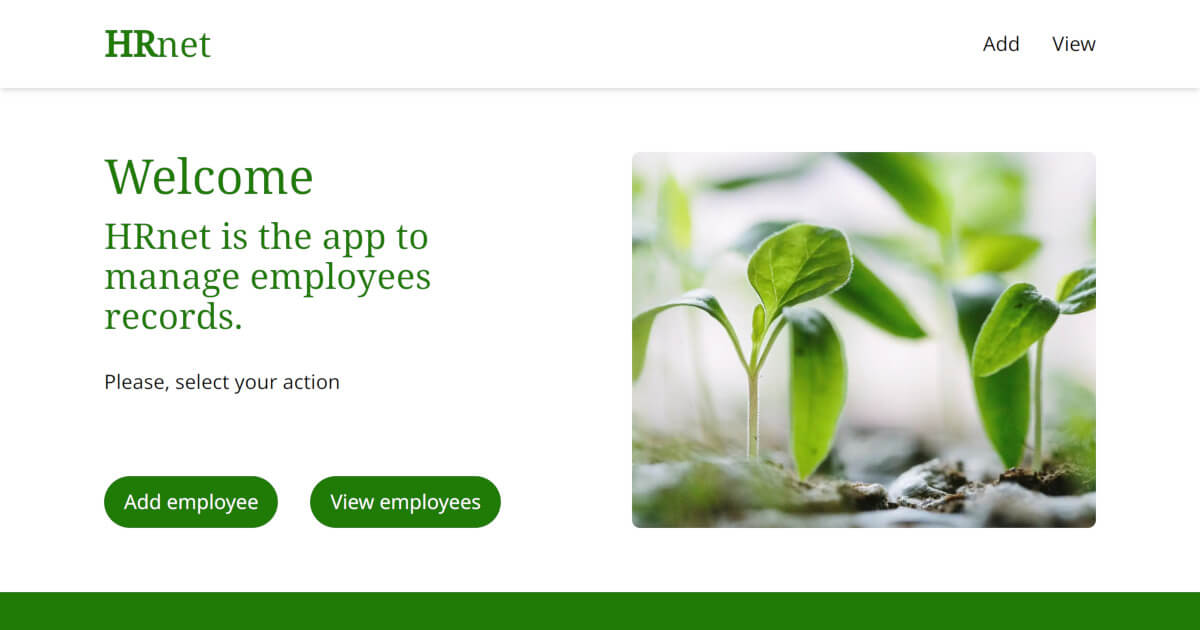 HRnet
Add
View
Welcome
HRnet is the app to
manage employees
records.
Please, select your action
Add employee
View employees